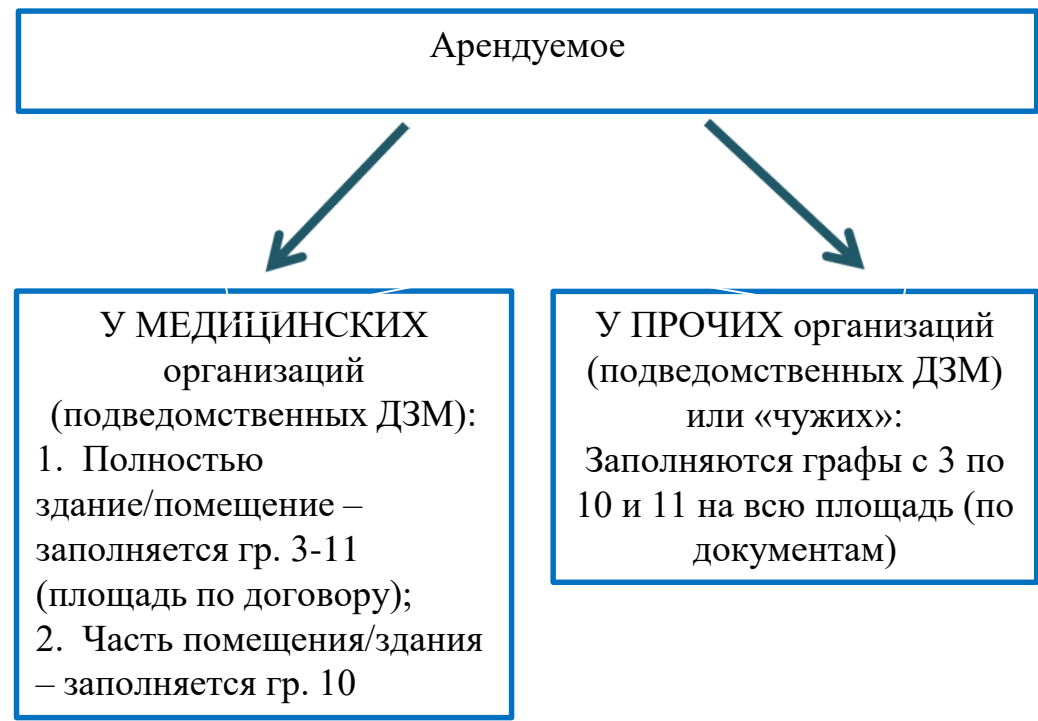 Арендуемое
У МЕДИЦИНСКИХ
организаций
(подведомственных ДЗМ):
1. Полностью
здание/помещение –
заполняется гр. 3-11
(площадь по договору);
2. Часть помещения/здания
– заполняется гр. 10
У ПРОЧИХ организаций
(подведомственных ДЗМ)
или «чужих»:
Заполняются графы с 3 по
10 и 11 на всю площадь (по
документам)